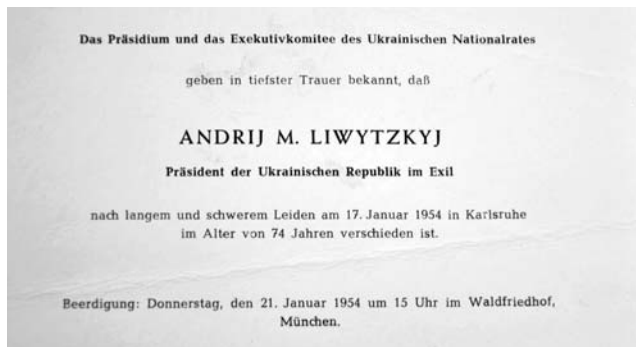 Das Präsidium und das Exekutivkomitee des Ukrainischen Nationalrates
geben in tiefster Trauer bekannt, daß
ANDRIJ M. LIWYTZKYJ
Präsident der Ukrainischen Republik im Exil
nach langem und schwerem Leiden am 17. Januar 1954 in Karlsruhe
im Alter von 74 Jahren verschieden ist.
Beerdigung: Donnerstag, den 21. Januar 1954 um 15 Uhr im Waldfriedhof,
München.